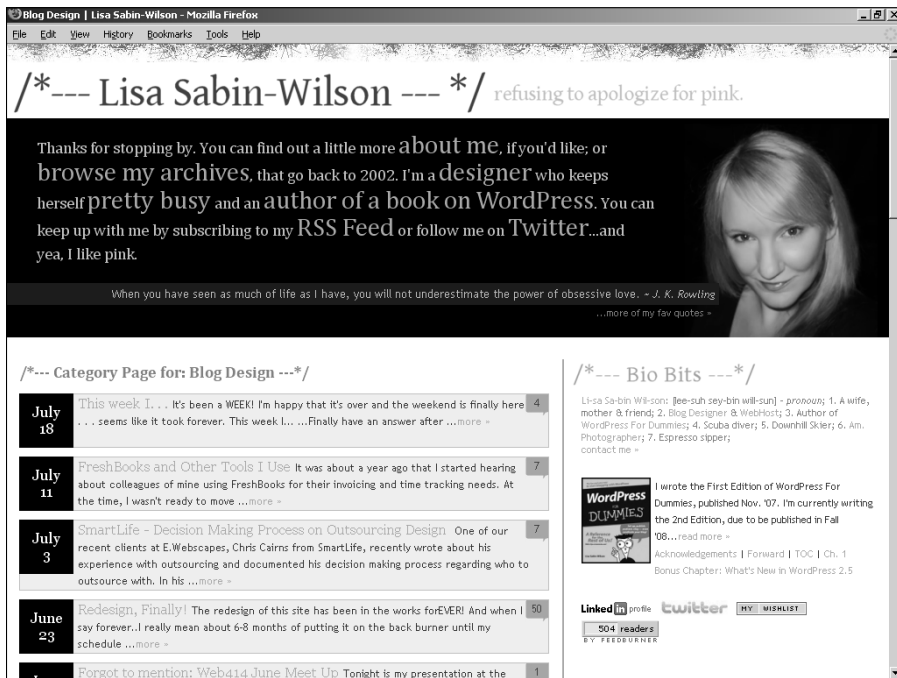 Blog Design | Lisa Sabin-Wilson - Mozilla Firefox
File Edit View History Bookmarks Tools Help
/*--- Lisa Sabin-Wilson --- */ refusing to apologize for pink.
Thanks for stopping by. You can find out a little more about me, if you'd like; or
browse my archives, that go back to 2002. I'm a designer who keeps
herself pretty busy and an author of a book on WordPress. You can
keep up with me by subscribing to my RSS Feed or follow me on Twitter...and
yea, I like pink.
When you have seen as much of life as I have, you will not underestimate the power of obsessive love. ~ J. K. Rowling
...more of my fav quotes »
/*--- Category Page for: Blog Design ---*/
July
18
This week I. . . It's been a WEEK! I'm happy that it's over and the weekend is finally here
. . . seems like it took forever. This week I... ...Finally have an answer after ...more »
4
July
11
FreshBooks and Other Tools I Use It was about a year ago that I started hearing
about colleagues of mine using FreshBooks for their invoicing and time tracking needs. At
the time, I wasn't ready to move ...more »
7
July
3
SmartLife - Decision Making Process on Outsourcing Design One of our
recent clients at E.Webscapes, Chris Cairns from SmartLife, recently wrote about his
experience with outsourcing and documented his decision making process regarding who to
outsource with. In his ...more »
7
June
23
Redesign, Finally! The redesign of this site has been in the works forEVER! And when I
say forever..I really mean about 6-8 months of putting it on the back burner until my
schedule ...more »
50
Forgot to mention: Web414 June Meet Up Tonight is my presentation at the
1
/*--- Bio Bits ---*/
Li-sa Sa-bin Wil-son: [lee-suh sey-bin will-sun] - pronoun; 1. A wife,
mother & friend; 2. Blog Designer & WebHost; 3. Author of
WordPress For Dummies; 4. Scuba diver; 5. Downhill Skier; 6. Am.
Photographer; 7. Espresso sipper;
contact me »
WordPress
DUMMIES
I wrote the First Edition of WordPress For
Dummies, published Nov. '07. I'm currently writing
the 2nd Edition, due to be published in Fall
'08...read more »
Acknowledgements | Forward | TOC | Ch. 1
Bonus Chapter: What's New in WordPress 2.5
Linked in profile twitter MY WISHLIST
504 readers
BY FEEDBURNER